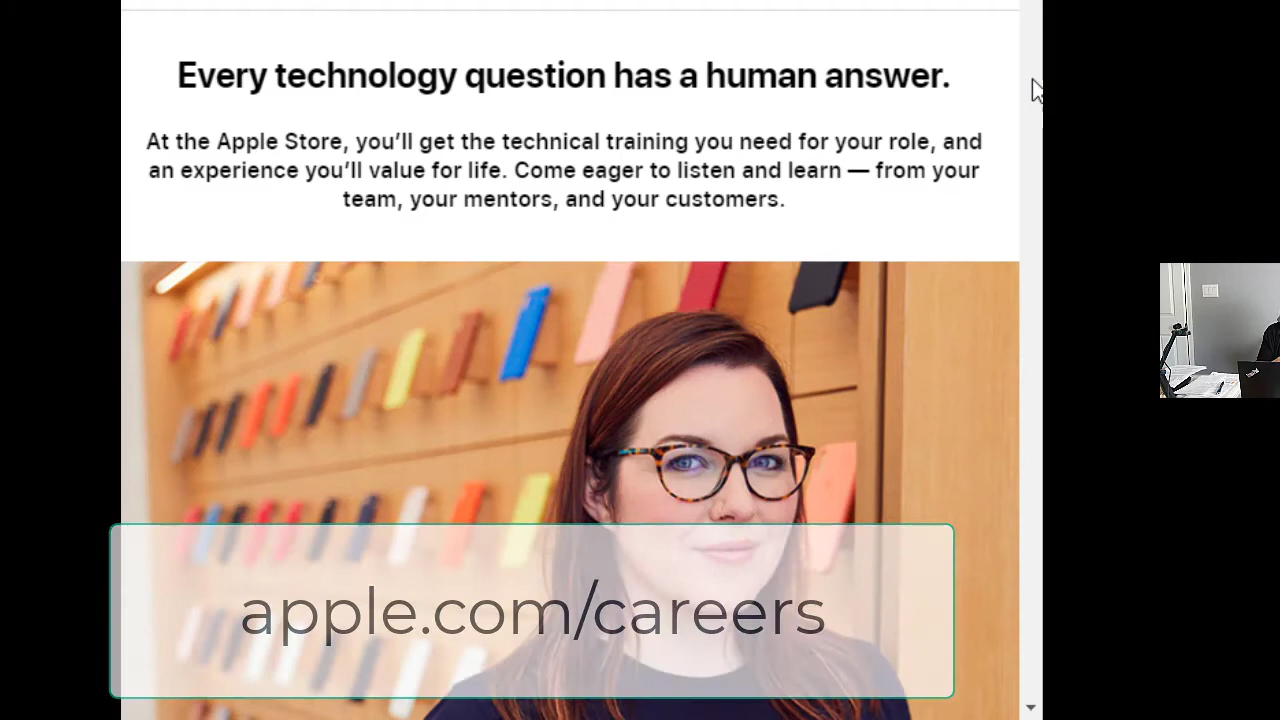 Every technology question has a human answer.
At the Apple Store, you’ll get the technical training you need for your role, and
an experience you’ll value for life. Come eager to listen and learn — from your
team, your mentors, and your customers.
apple.com/careers